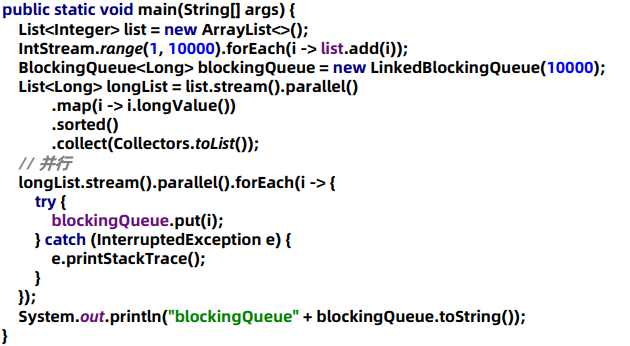 public static void main(String[] args) {
    List<Integer> list = new ArrayList<>();
    IntStream.range(1, 10000).forEach(i -> list.add(i));
    BlockingQueue<Long> blockingQueue = new LinkedBlockingQueue(10000);
    List<Long> longList = list.stream().parallel()
            .map(i -> i.longValue())
            .sorted()
            .collect(Collectors.toList());
    // 并行
    longList.stream().parallel().forEach(i -> {
        try {
            blockingQueue.put(i);
        } catch (InterruptedException e) {
            e.printStackTrace();
        }
    });
    System.out.println("blockingQueue" + blockingQueue.toString());
}